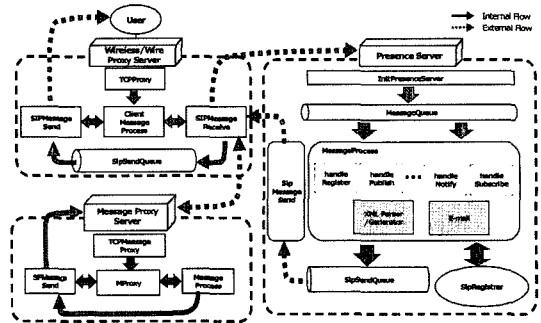 User
Internal Flow
External Flow
Wireless/Wire
Proxy Server
TCPProxy
SIPMessage
Send
Client
Message
Process
SIPMessage
Receive
SipSendQueue
Message Proxy
Server
TCPMessage
Proxy
SIPMessage
Send
MProxy
Message
Process
Presence Server
InitPresenceServer
MessageQueue
MessageProcess
handle
Register
handle
Publish
handle
Notify
handle
Subscribe
XML Parser
/Generator
E-mail
Sip
Message
Send
SipSendQueue
SipRegistrar